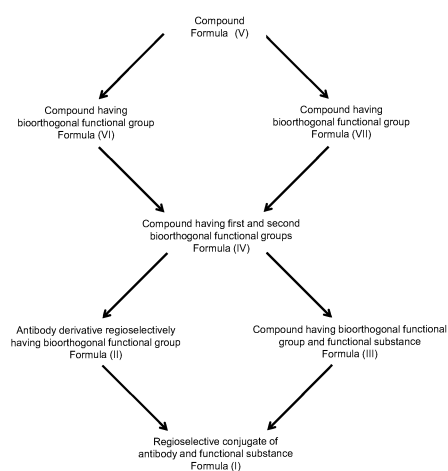 Compound
Formula (V)
Compound having
bioorthogonal functional group
Formula (VI)
Compound having
bioorthogonal functional group
Formula (VII)
Compound having first and second
bioorthogonal functional groups
Formula (IV)
Antibody derivative regioselectively
having bioorthogonal functional group
Formula (II)
Compound having bioorthogonal functional
group and functional substance
Formula (III)
Regioselective conjugate of
antibody and functional substance
Formula (I)